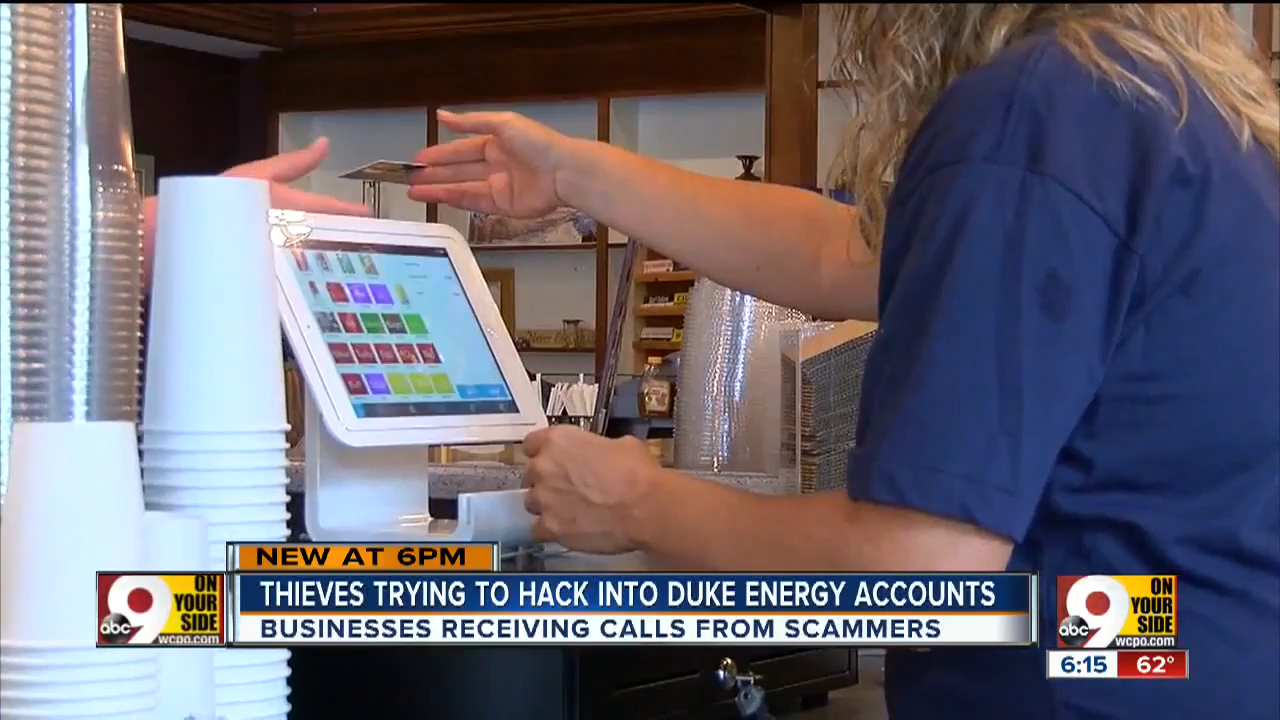 NEW AT 6PM
THIEVES TRYING TO HACK INTO DUKE ENERGY ACCOUNTS
BUSINESSES RECEIVING CALLS FROM SCAMMERS
abc 9 ON YOUR SIDE
wcpo.com
abc 9 ON YOUR SIDE
wcpo.com
6:15 62°